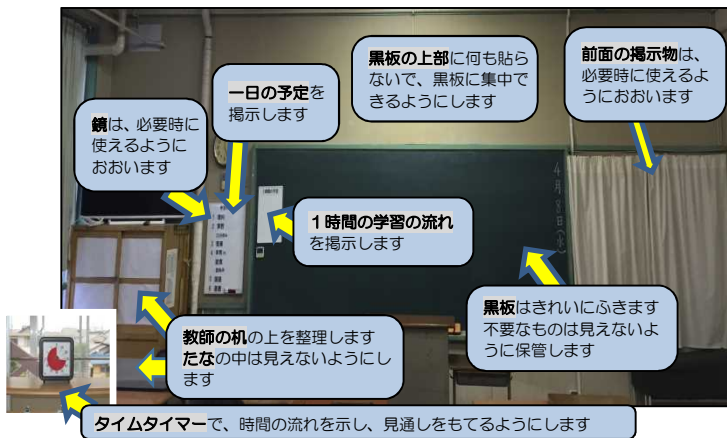 黒板の上部に何も貼ら
ないで、黒板に集中で
きるようにします
前面の掲示物は、
必要時に使えるよ
うにおおいます
一日の予定を
掲示します
鏡は、必要時に
使えるように
おおいます
1時間の学習の流れ
を掲示します
4月8日(水)
黒板はきれいにふきます
不要なものは見えないよ
うに保管します
教師の机の上を整理します
たなの中は見えないようにし
ます
タイムタイマーで、時間の流れを示し、見通しをもてるようにします